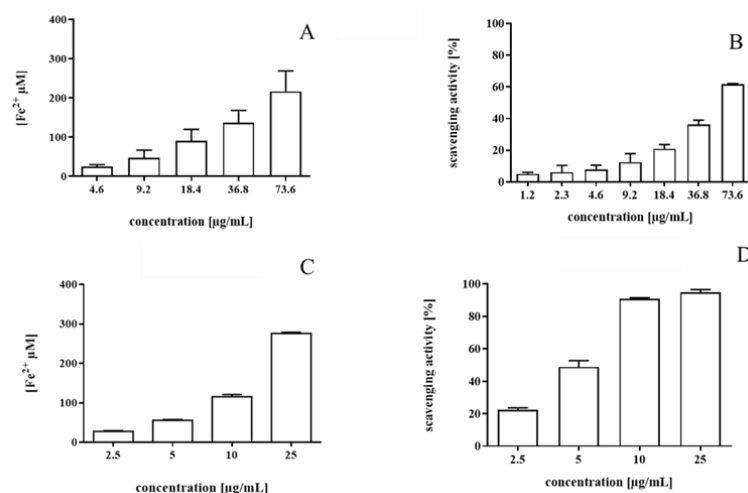 A
[Fe²⁺ µM]
400
300
200
100
0
4.6 9.2 18.4 36.8 73.6
concentration [µg/mL]
B
scavenging activity [%]
100
80
60
40
20
0
1.2 2.3 4.6 9.2 18.4 36.8 73.6
concentration [µg/mL]
C
[Fe²⁺ µM]
400
300
200
100
0
2.5 5 10 25
concentration [µg/mL]
D
scavenging activity [%]
100
80
60
40
20
0
2.5 5 10 25
concentration [µg/mL]